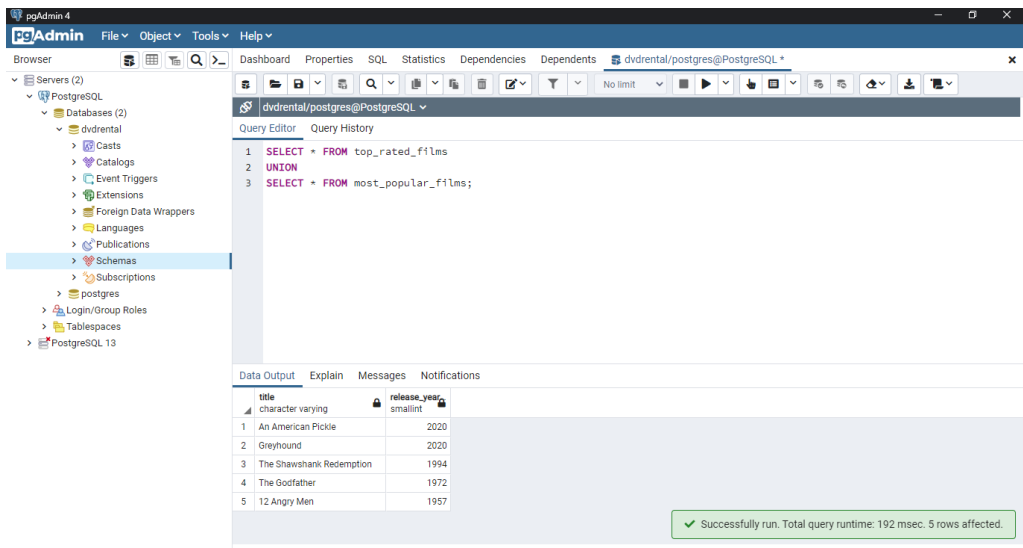 pgAdmin 4
pgAdmin File Object Tools Help
Browser
Dashboard Properties SQL Statistics Dependencies Dependents dvdrental/postgres@PostgreSQL *
Servers (2)
PostgreSQL
Databases (2)
dvdrental
Casts
Catalogs
Event Triggers
Extensions
Foreign Data Wrappers
Languages
Publications
Schemas
Subscriptions
postgres
Login/Group Roles
Tablespaces
PostgreSQL 13
No limit
dvdrental/postgres@PostgreSQL
Query Editor Query History
1 SELECT * FROM top_rated_films
2 UNION
3 SELECT * FROM most_popular_films;
Data Output Explain Messages Notifications
title release_year
character varying smallint
1 An American Pickle 2020
2 Greyhound 2020
3 The Shawshank Redemption 1994
4 The Godfather 1972
5 12 Angry Men 1957
Successfully run. Total query runtime: 192 msec. 5 rows affected.